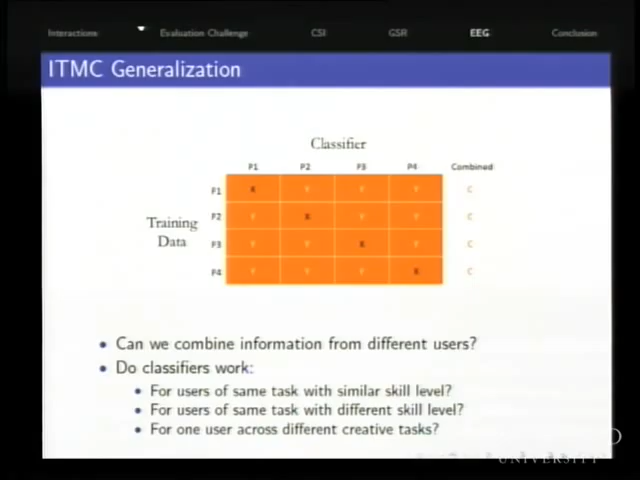 Interactions Evaluation Challenge CSI GSR EEG Conclusion
ITMC Generalization
Classifier
P1 P2 P3 P4 Combined
P1 X Y Y Y C
P2 Y X Y Y C
Training Data
P3 Y Y X Y C
P4 Y Y Y X C
• Can we combine information from different users?
• Do classifiers work:
• For users of same task with similar skill level?
• For users of same task with different skill level?
• For one user across different creative tasks?
UNIVERSITY